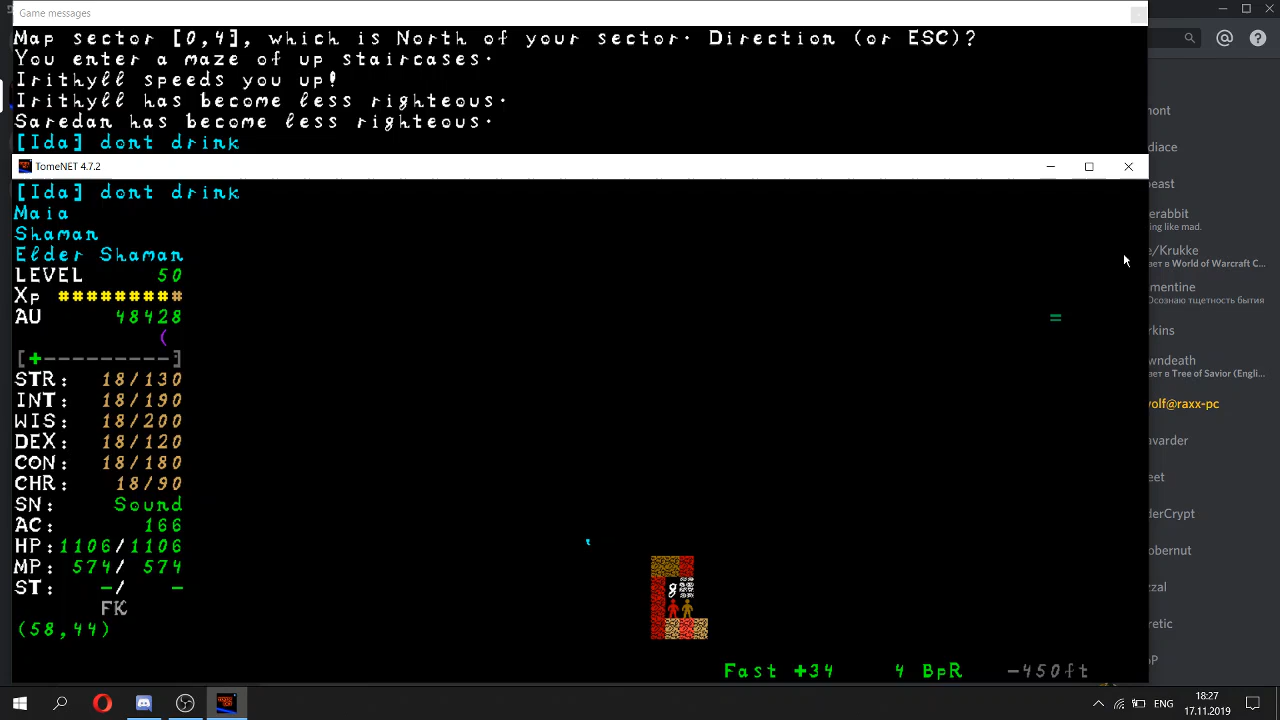 Game messages
Map sector [0,4], which is North of your sector. Direction (or ESC)?
You enter a maze of up staircases.
Irithyll speeds you up!
Irithyll has become less righteous.
Saredan has become less righteous.
[Ida] dont drink
TomeNET 4.7.2
[Ida] dont drink
Maia
Shaman
Elder Shaman
LEVEL 50
Xp #########
AU 48428
(
[+---------]
STR: 18/130
INT: 18/190
WIS: 18/200
DEX: 18/120
CON: 18/180
CHR: 18/90
SN: Sound
AC: 166
HP:1106/1106
MP: 574/ 574
ST: -/ -
FK
(58,44)
=
g
Fast +34 4 BpR -450ft
mont
diace
east
erabbit
ing like mad.
e/Krukke
ает в World of Warcraft C...
mentine
Осознаю тщетность бытия
rkins
wndeath
ает в Tree of Savior (Engli...
olf@raxx-pc
avarder
eet
derCrypt
obernut
zzal
retic
oP
ENG
18:27
17.11.2019